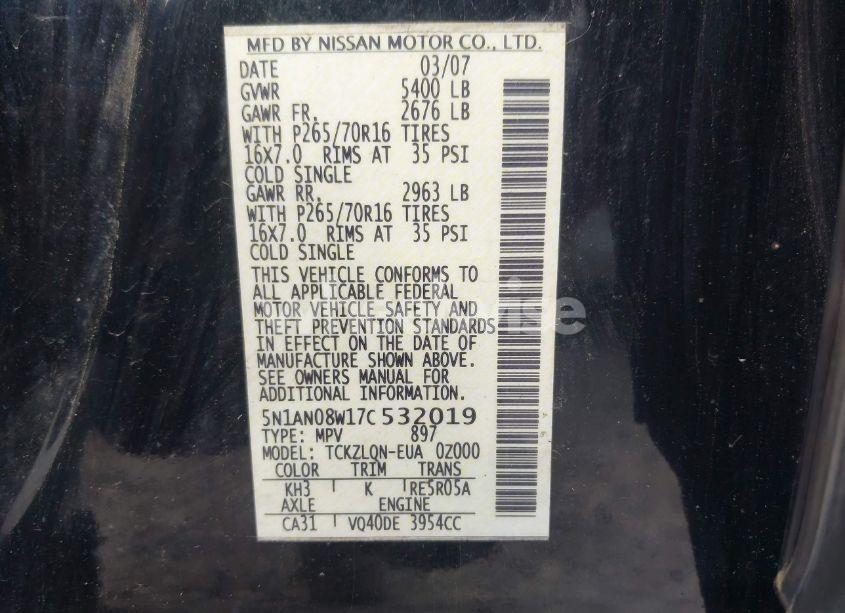 MFD BY NISSAN MOTOR CO., LTD.
DATE 03/07
GVWR 5400 LB
GAWR FR. 2676 LB
WITH P265/70R16 TIRES
16X7.0 RIMS AT 35 PSI
COLD SINGLE
GAWR RR. 2963 LB
WITH P265/70R16 TIRES
16X7.0 RIMS AT 35 PSI
COLD SINGLE
THIS VEHICLE CONFORMS TO
ALL APPLICABLE FEDERAL
MOTOR VEHICLE SAFETY AND
THEFT PREVENTION STANDARDS
IN EFFECT ON THE DATE OF
MANUFACTURE SHOWN ABOVE.
SEE OWNERS MANUAL FOR
ADDITIONAL INFORMATION.
5N1AN08W17C532019
TYPE: MPV 897
MODEL: TCKZLQN-EUA 0Z000
COLOR TRIM TRANS
KH3 K RE5R05A
AXLE ENGINE
CA31 VQ40DE 3954CC